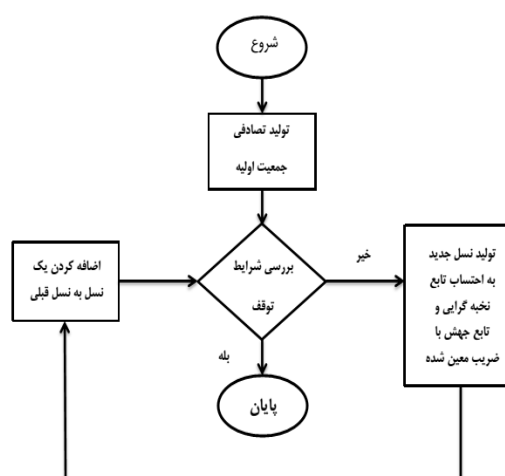 شروع
تولید تصادفی
جمعیت اولیه
بررسی شرایط
توقف
خیر
تولید نسل جدید
به احتساب تابع
نخبه گرایی و
تابع جهش با
ضریب معین شده
اضافه کردن یک
نسل به نسل قبلی
بله
پایان